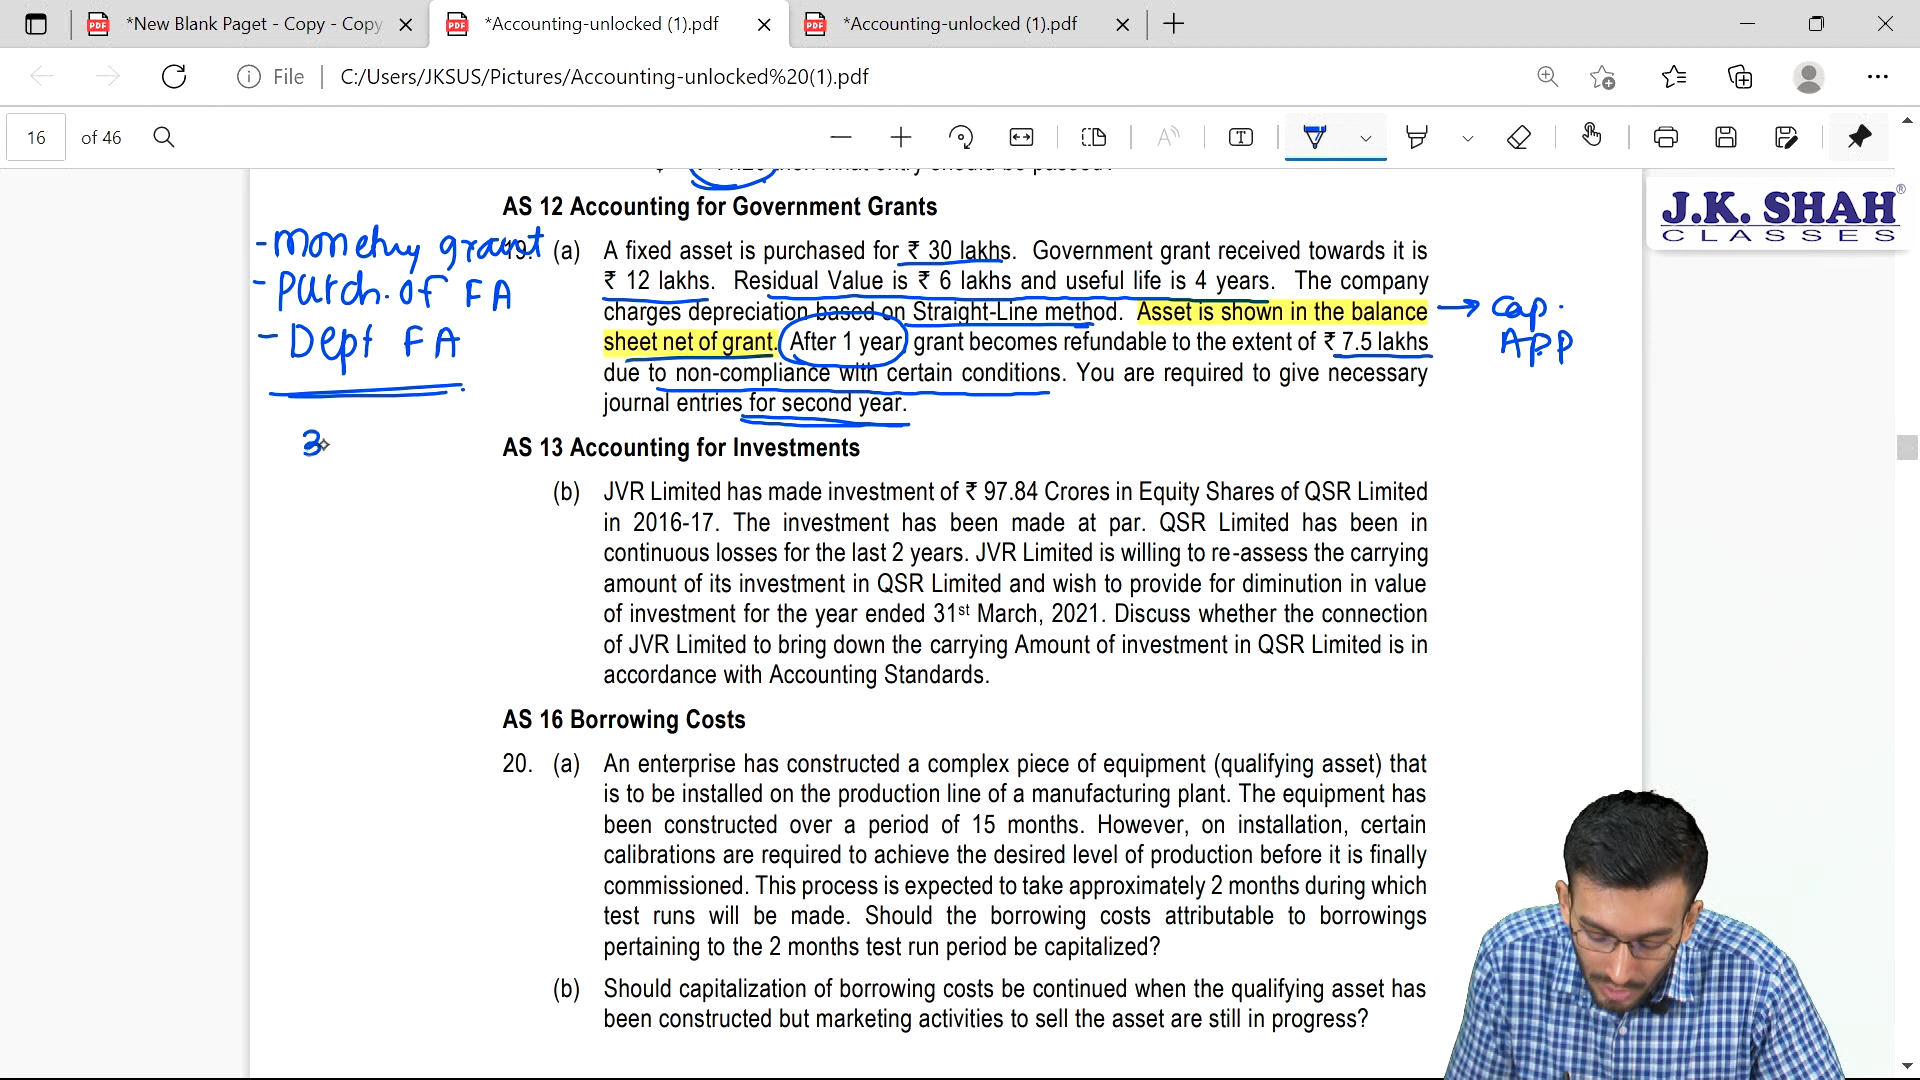 *New Blank Paget - Copy - Copy
*Accounting-unlocked (1).pdf
*Accounting-unlocked (1).pdf
File
C:/Users/JKSUS/Pictures/Accounting-unlocked%20(1).pdf
16 of 46
J.K. SHAH®
CLASSES
AS 12 Accounting for Government Grants
19. (a) A fixed asset is purchased for ₹ 30 lakhs. Government grant received towards it is
₹ 12 lakhs. Residual Value is ₹ 6 lakhs and useful life is 4 years. The company
charges depreciation based on Straight-Line method. Asset is shown in the balance
sheet net of grant. After 1 year, grant becomes refundable to the extent of ₹ 7.5 lakhs
due to non-compliance with certain conditions. You are required to give necessary
journal entries for second year.
- Monetry grant
- Purch. of FA
- Dept FA
3
→ Cap.
APP
AS 13 Accounting for Investments
(b) JVR Limited has made investment of ₹ 97.84 Crores in Equity Shares of QSR Limited
in 2016-17. The investment has been made at par. QSR Limited has been in
continuous losses for the last 2 years. JVR Limited is willing to re-assess the carrying
amount of its investment in QSR Limited and wish to provide for diminution in value
of investment for the year ended 31st March, 2021. Discuss whether the connection
of JVR Limited to bring down the carrying Amount of investment in QSR Limited is in
accordance with Accounting Standards.
AS 16 Borrowing Costs
20. (a) An enterprise has constructed a complex piece of equipment (qualifying asset) that
is to be installed on the production line of a manufacturing plant. The equipment has
been constructed over a period of 15 months. However, on installation, certain
calibrations are required to achieve the desired level of production before it is finally
commissioned. This process is expected to take approximately 2 months during which
test runs will be made. Should the borrowing costs attributable to borrowings
pertaining to the 2 months test run period be capitalized?
(b) Should capitalization of borrowing costs be continued when the qualifying asset has
been constructed but marketing activities to sell the asset are still in progress?